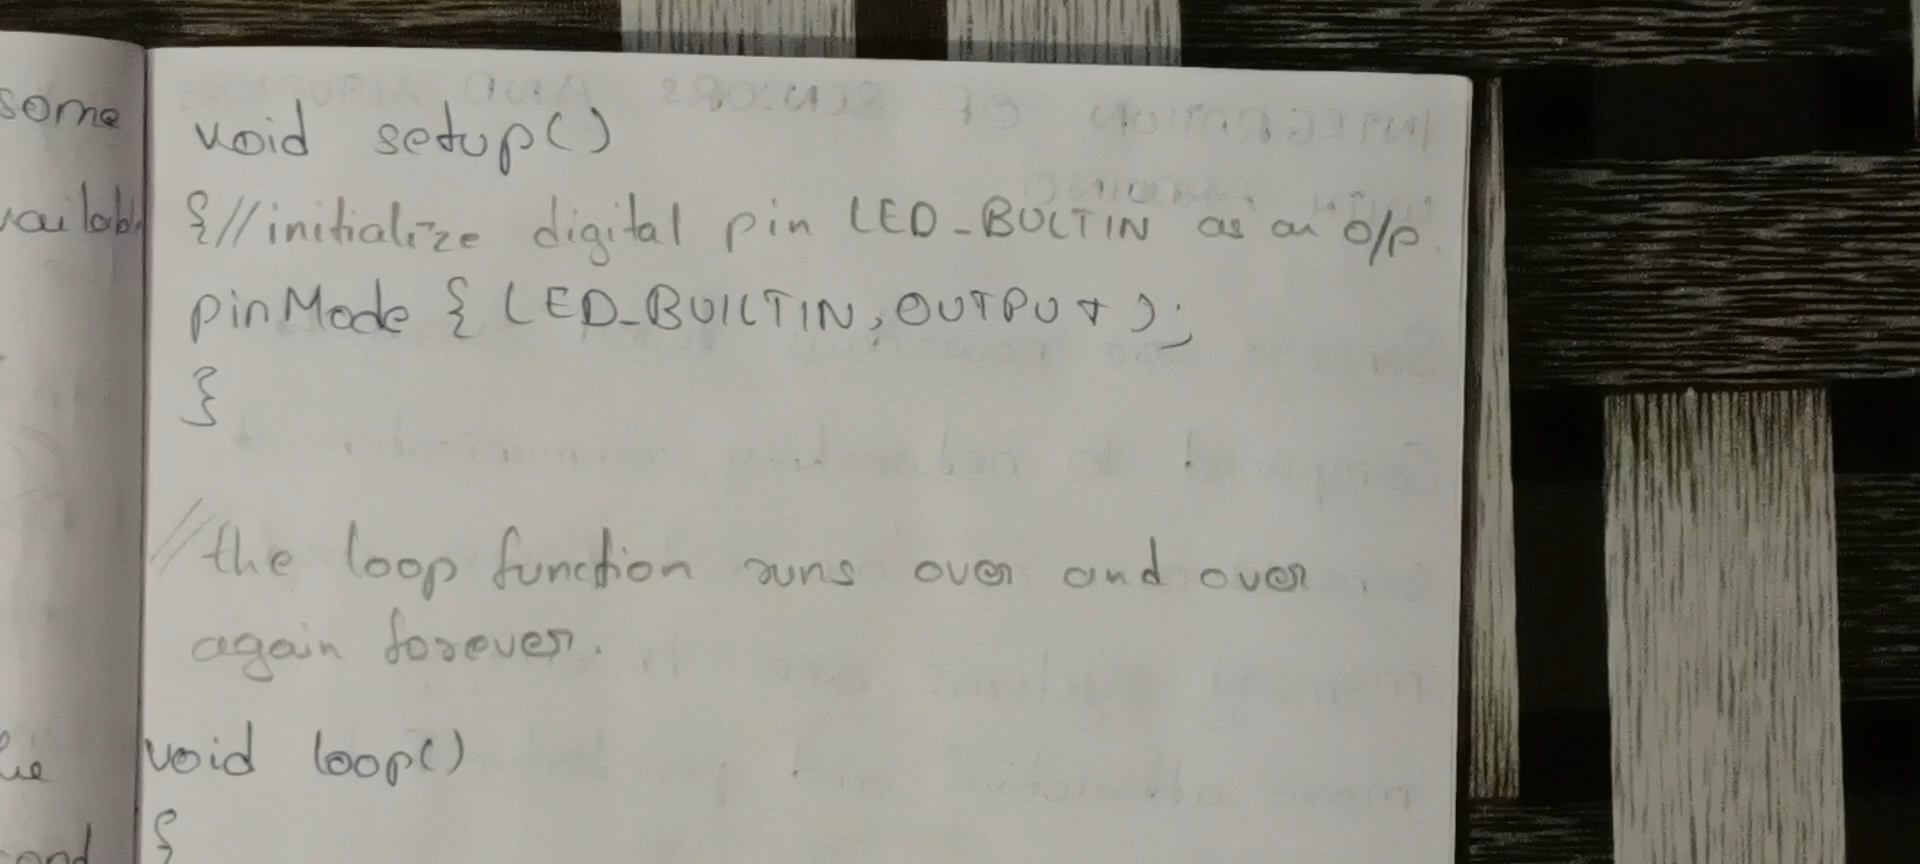 some
void setup()
{//initialize digital pin LED_BULTIN as an o/p
pinMode { LED_BUILTIN, OUTPUT );
}
//the loop function runs over and over
again forever.
void loop()
{